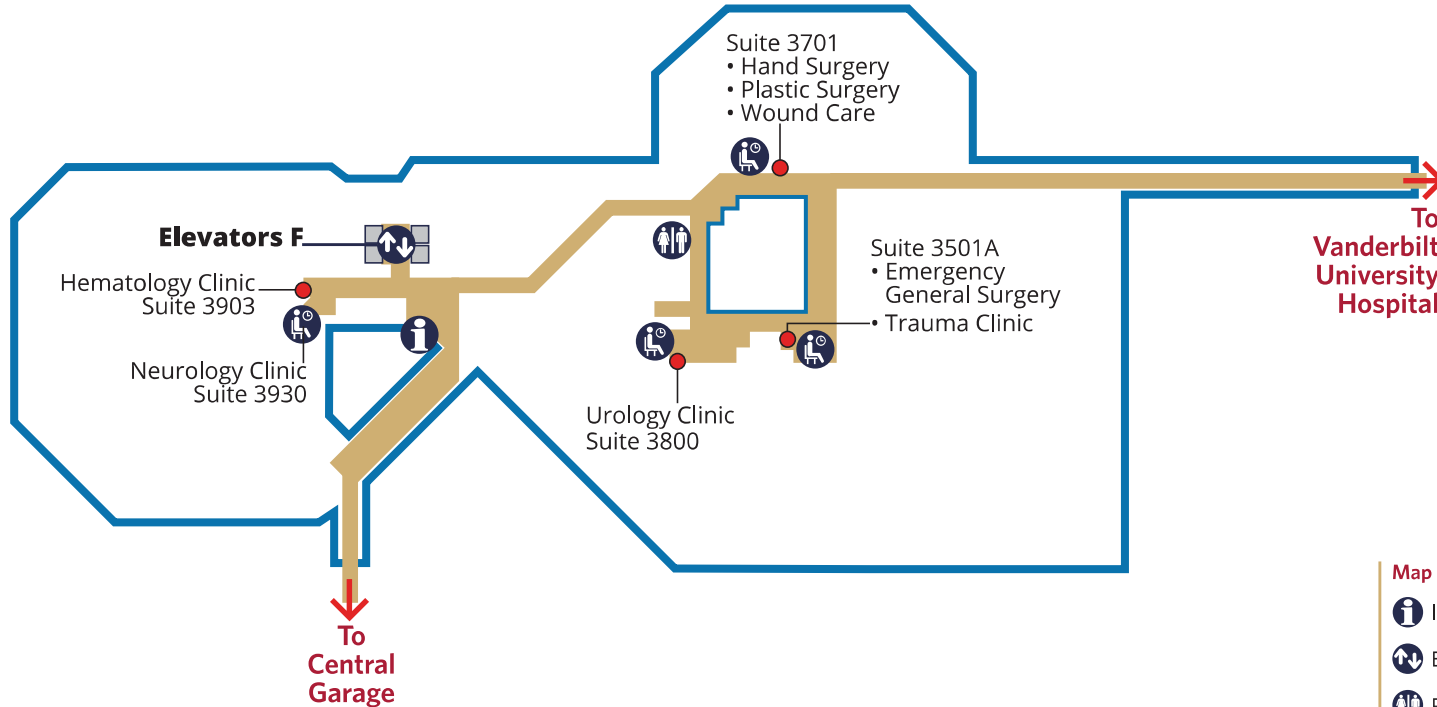 Suite 3701
• Hand Surgery
• Plastic Surgery
• Wound Care
Elevators F
Hematology Clinic
Suite 3903
Neurology Clinic
Suite 3930
Suite 3501A
• Emergency
General Surgery
• Trauma Clinic
Urology Clinic
Suite 3800
To
Vanderbilt
University
Hospital
To
Central
Garage
Map